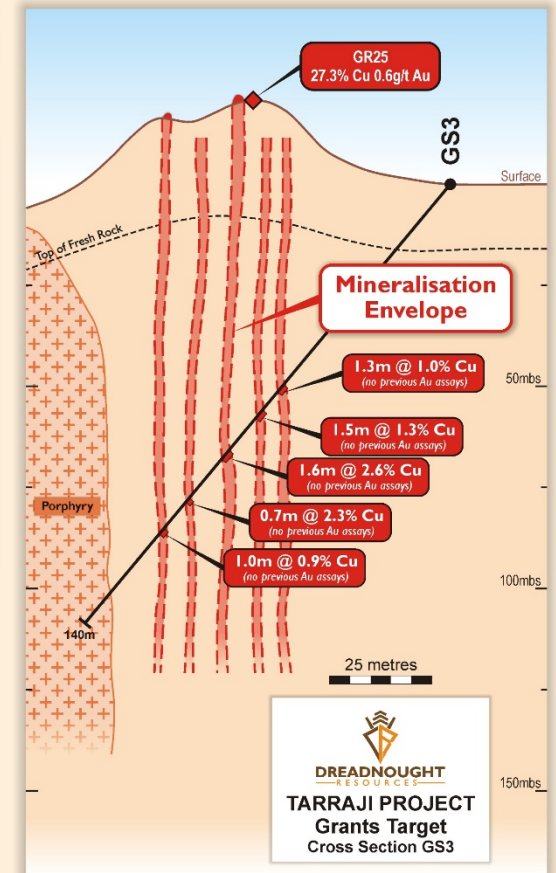 GR25
27.3% Cu 0.6g/t Au
GS3
Surface
Top of Fresh Rock
Mineralisation
Envelope
1.3m @ 1.0% Cu
(no previous Au assays)
50mbs
1.5m @ 1.3% Cu
(no previous Au assays)
1.6m @ 2.6% Cu
(no previous Au assays)
Porphyry
0.7m @ 2.3% Cu
(no previous Au assays)
1.0m @ 0.9% Cu
(no previous Au assays)
100mbs
140m
25 metres
DREADNOUGHT
RESOURCES
TARRAJI PROJECT
Grants Target
Cross Section GS3
150mbs